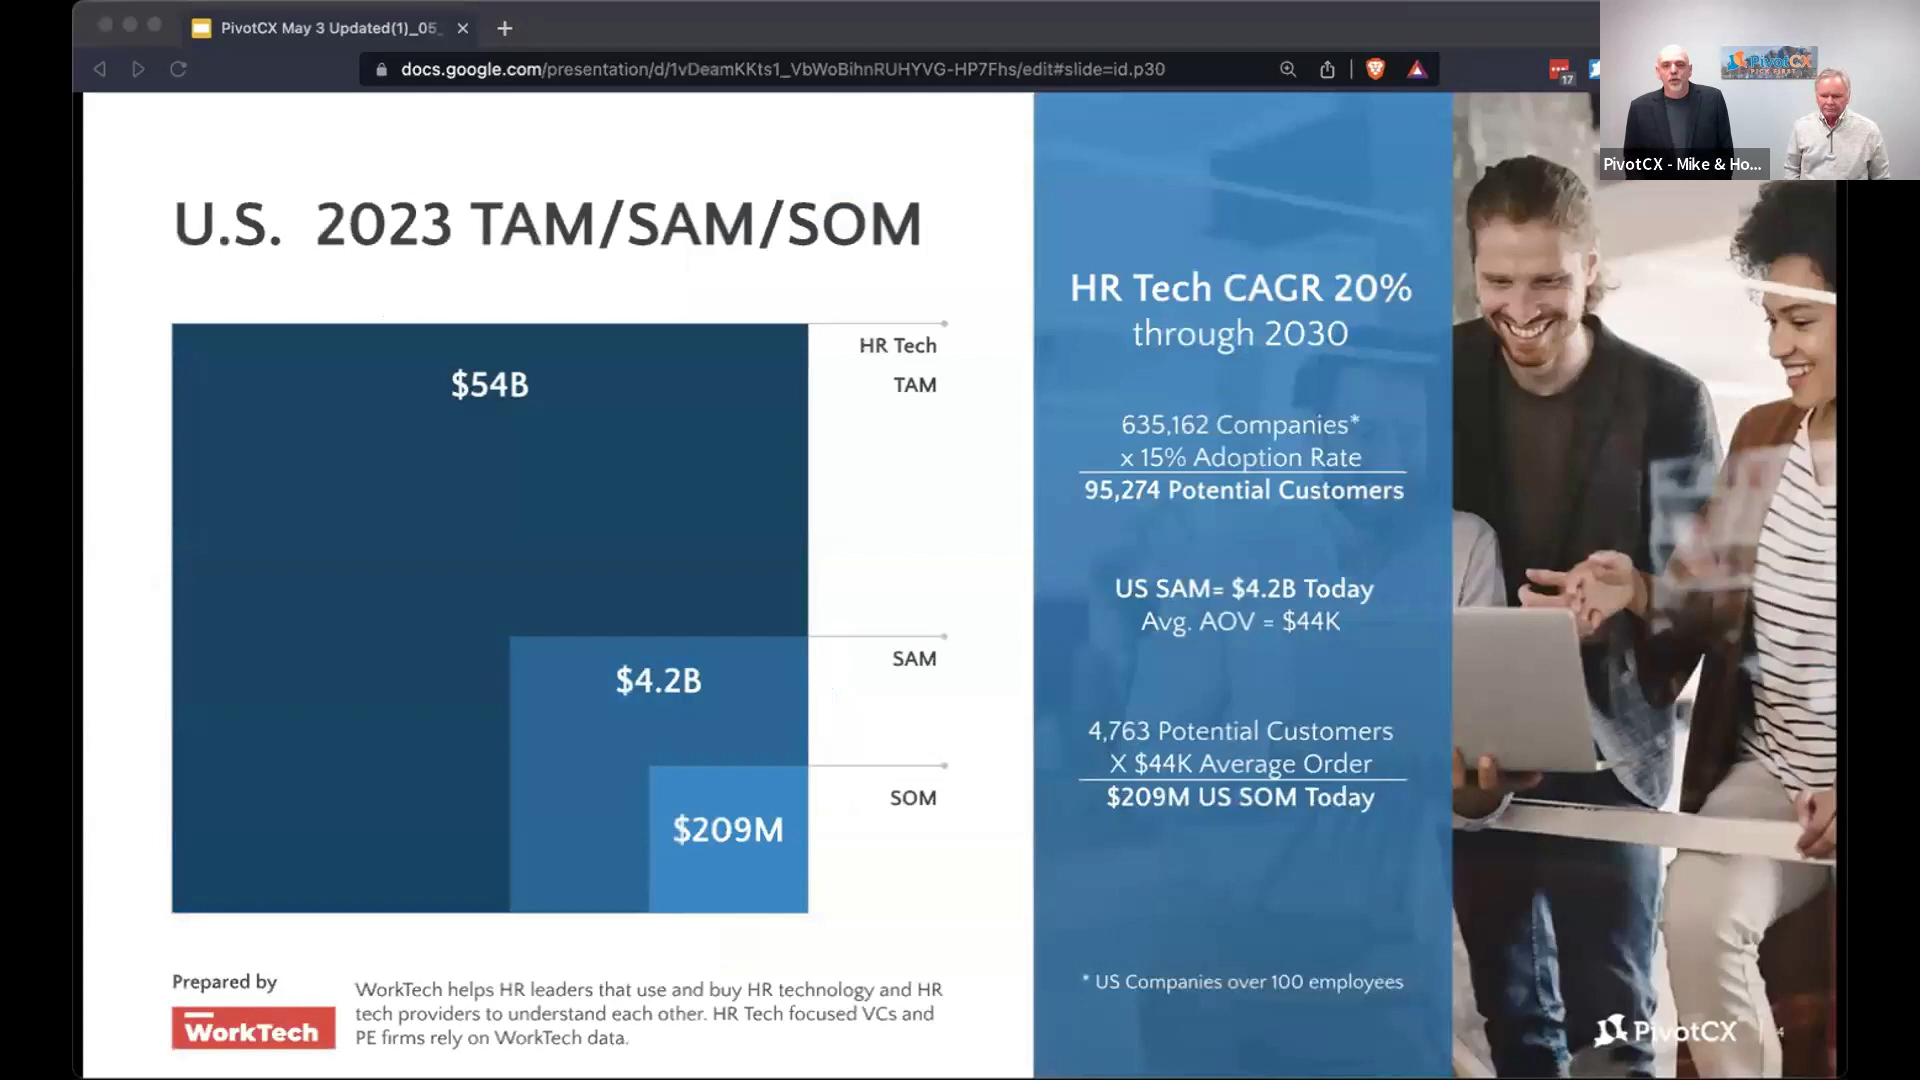 PivotCX May 3 Updated(1)_05_
docs.google.com/presentation/d/1vDeamKKts1_VbWoBihnRUHYVG-HP7Fhs/edit#slide=id.p30
17
PivotCX
PICK FIRST
PivotCX - Mike & Ho...
U.S. 2023 TAM/SAM/SOM
$54B
HR Tech
TAM
$4.2B
SAM
$209M
SOM
HR Tech CAGR 20%
through 2030
635,162 Companies*
x 15% Adoption Rate
95,274 Potential Customers
US SAM= $4.2B Today
Avg. AOV = $44K
4,763 Potential Customers
X $44K Average Order
$209M US SOM Today
* US Companies over 100 employees
Prepared by
WorkTech
WorkTech helps HR leaders that use and buy HR technology and HR
tech providers to understand each other. HR Tech focused VCs and
PE firms rely on WorkTech data.
PivotCX
4